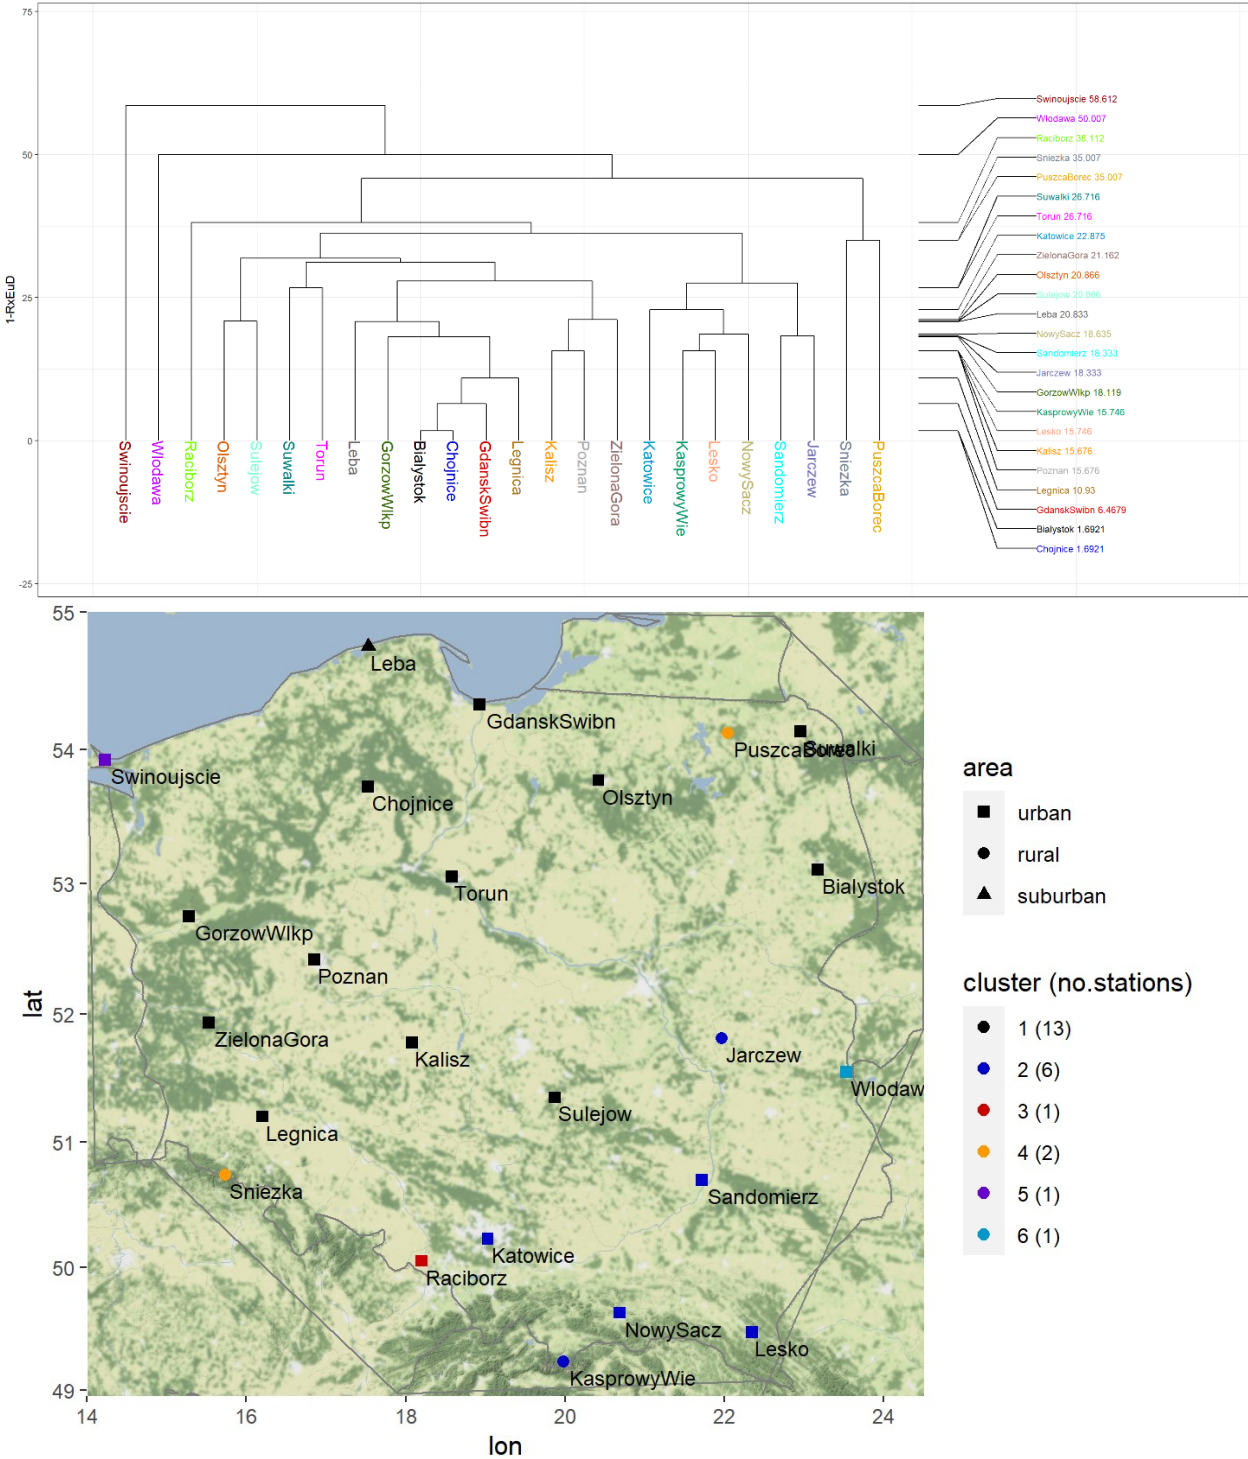 75
50
25
0
-25
1-RxEuD
Swinoujscie
Wlodawa
Raciborz
Olsztyn
Sulejow
Suwalki
Torun
Leba
GorzowWlkp
Bialystok
Chojnice
GdanskSwibn
Legnica
Kalisz
Poznan
ZielonaGora
Katowice
KasprowyWie
Lesko
NowySacz
Sandomierz
Jarczew
Sniezka
PuszcaBorec
Swinoujscie 58.612
Wlodawa 50.007
Raciborz 38.112
Sniezka 35.007
PuszcaBorec 35.007
Suwalki 26.716
Torun 26.716
Katowice 22.875
ZielonaGora 21.162
Olsztyn 20.866
Sulejow 20.866
Leba 20.833
NowySacz 18.635
Sandomierz 18.333
Jarczew 18.333
GorzowWlkp 18.119
KasprowyWie 15.746
Lesko 15.746
Kalisz 15.676
Poznan 15.676
Legnica 10.93
GdanskSwibn 6.4679
Bialystok 1.6921
Chojnice 1.6921
55
54
53
52
51
50
49
lat
Leba
GdanskSwibn
PuszcaBorec
Suwalki
Swinoujscie
Olsztyn
Chojnice
Bialystok
Torun
GorzowWlkp
Poznan
ZielonaGora
Jarczew
Kalisz
Wlodaw
Sulejow
Legnica
Sniezka
Sandomierz
Katowice
Raciborz
NowySacz
Lesko
KasprowyWie
14
16
18
20
22
24
lon
area
urban
rural
suburban
cluster (no.stations)
1 (13)
2 (6)
3 (1)
4 (2)
5 (1)
6 (1)